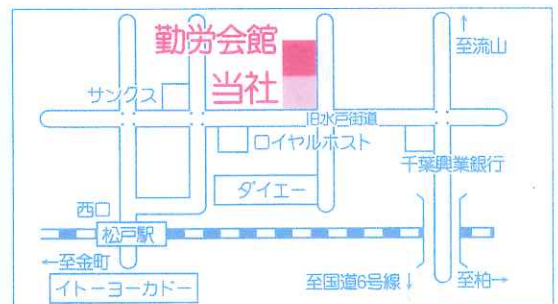 勤労会館
至流山
サンクス
当社
旧水戸街道
ロイヤルホスト
千葉興業銀行
ダイエー
西口
松戸駅
←至金町
イトーヨーカドー
至国道6号線↓
至柏→